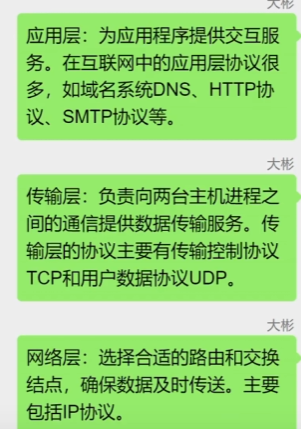 大彬
应用层：为应用程序提供交互服
务。在互联网中的应用层协议很
多，如域名系统DNS、HTTP协
议、SMTP协议等。
大彬
传输层：负责向两台主机进程之
间的通信提供数据传输服务。传
输层的协议主要有传输控制协议
TCP和用户数据协议UDP。
大彬
网络层：选择合适的路由和交换
结点，确保数据及时传送。主要
包括IP协议。